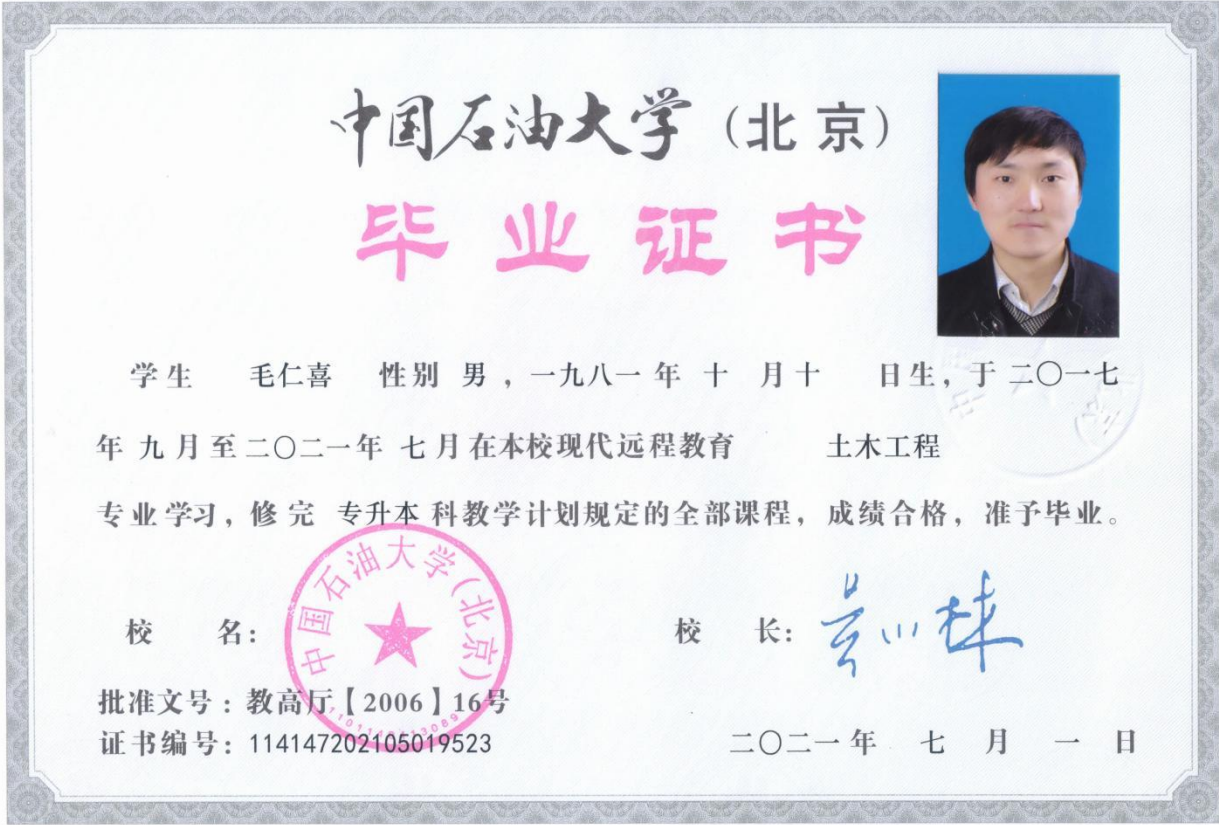 中国石油大学（北京）
毕业证书
学生 毛仁喜 性别 男，一九八一年 十 月十 日生，于二〇一七
年 九 月至二〇二一年 七 月在本校现代远程教育 土木工程
专业学习，修完 专升本 科教学计划规定的全部课程，成绩合格，准予毕业。
中国石油大学(北京)
校 名：
校 长：
批准文号：教高厅【2006】16号
证书编号：114147202105019523
二〇二一年 七 月 一 日